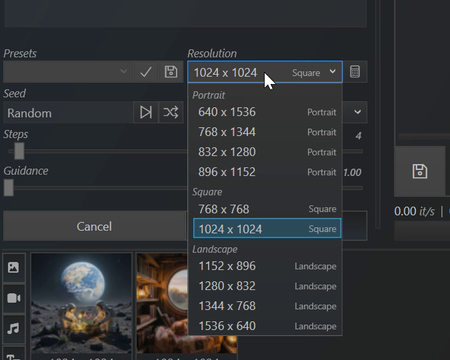 Presets
Resolution
1024 x 1024 Square
Seed
Portrait
Random
640 x 1536 Portrait
768 x 1344 Portrait
Steps
4
832 x 1280 Portrait
Guidance
896 x 1152 Portrait
1.00
Square
768 x 768 Square
0.00 it/s |
Cancel
1024 x 1024 Square
Landscape
1152 x 896 Landscape
1280 x 832 Landscape
1344 x 768 Landscape
1536 x 640 Landscape